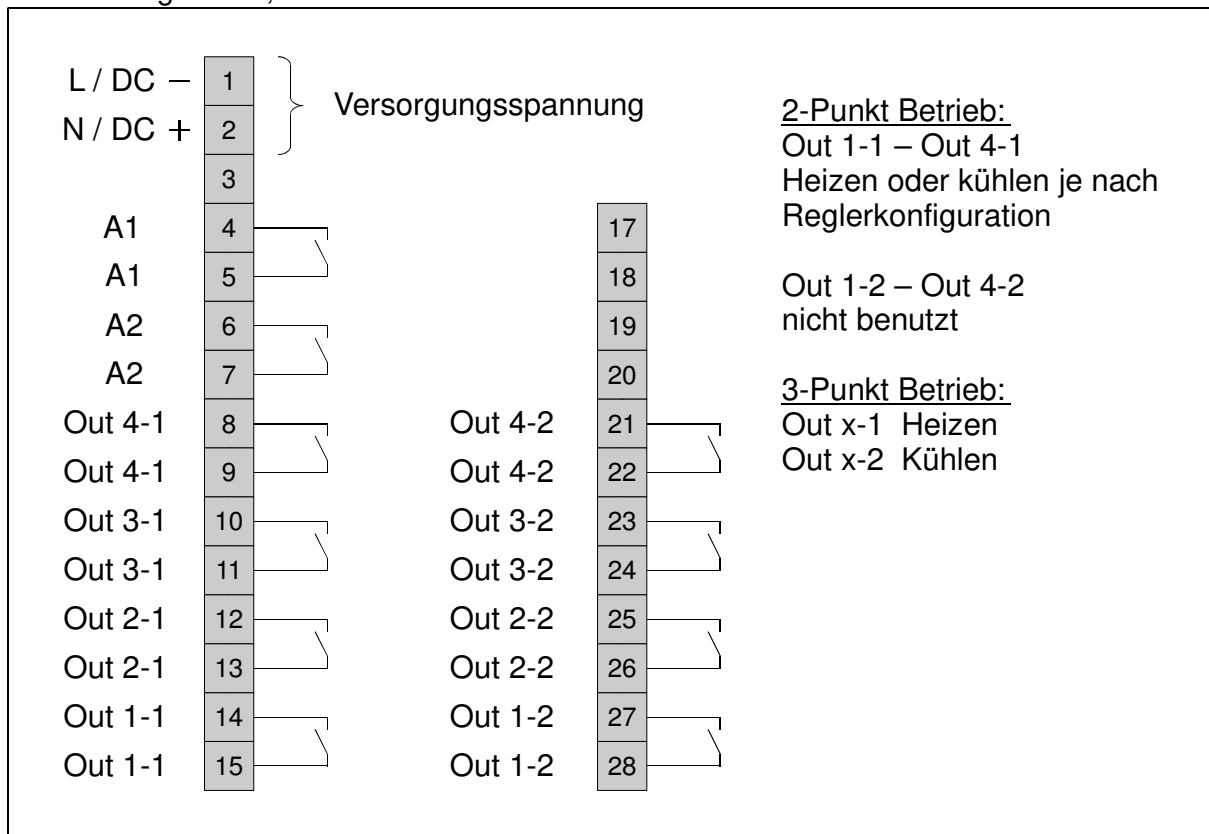 L / DC – 1
Versorgungsspannung
N / DC + 2
3
A1 4
A1 5
A2 6
A2 7
Out 4-1 8
Out 4-1 9
Out 3-1 10
Out 3-1 11
Out 2-1 12
Out 2-1 13
Out 1-1 14
Out 1-1 15
17
18
19
20
Out 4-2 21
Out 4-2 22
Out 3-2 23
Out 3-2 24
Out 2-2 25
Out 2-2 26
Out 1-2 27
Out 1-2 28
2-Punkt Betrieb:
Out 1-1 – Out 4-1
Heizen oder kühlen je nach
Reglerkonfiguration
Out 1-2 – Out 4-2
nicht benutzt
3-Punkt Betrieb:
Out x-1 Heizen
Out x-2 Kühlen